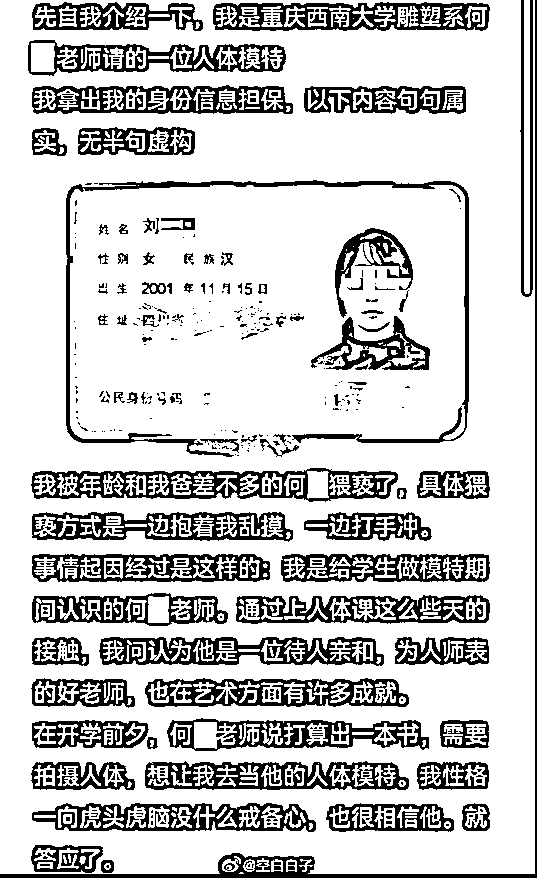 先自我介绍一下，我是重庆西南大学雕塑系何
老师请的一位人体模特
我拿出我的身份信息担保，以下内容句句属
实，无半句虚构
姓名 刘
性别 女 民族 汉
出生 2001 年 11 月 15 日
住址 四川省
公民身份号码
我被年龄和我爸差不多的何 猥亵了。具体猥
亵方式是一边抱着我乱摸，一边打手冲。
事情起因经过是这样的：我是给学生做模特期
间认识的何 老师。通过上人体课这么些天的
接触，我问认为他是一位待人亲和，为人师表
的好老师，也在艺术方面有许多成就。
在开学前夕，何 老师说打算出一本书，需要
拍摄人体，想让我去当他的人体模特。我性格
一向虎头虎脑没什么戒备心，也很相信他。就
答应了。
@空白白子